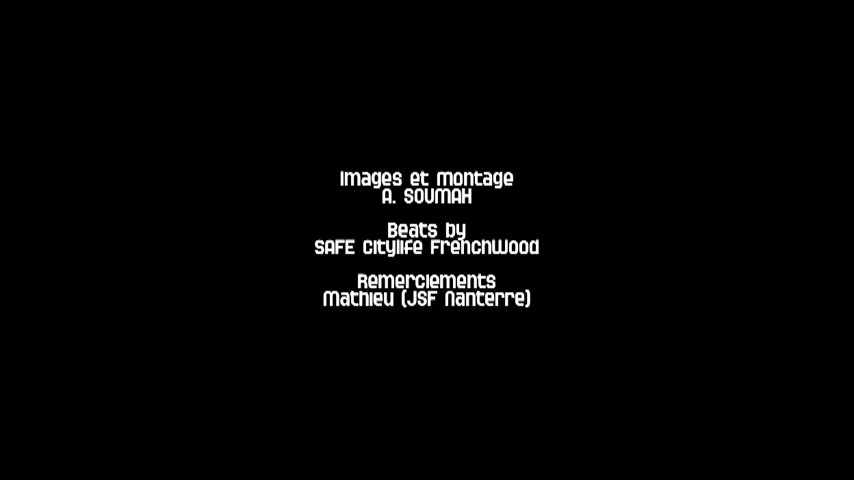 Images et Montage
A. SOUMAH
Beats by
SAFE Citylife FrenchWood
Remerciements
Mathieu (JSF Nanterre)